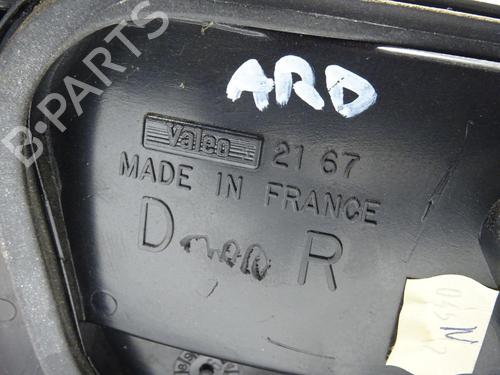 B-PARTS
ARD
Valeo 21 67
MADE IN FRANCE
D R